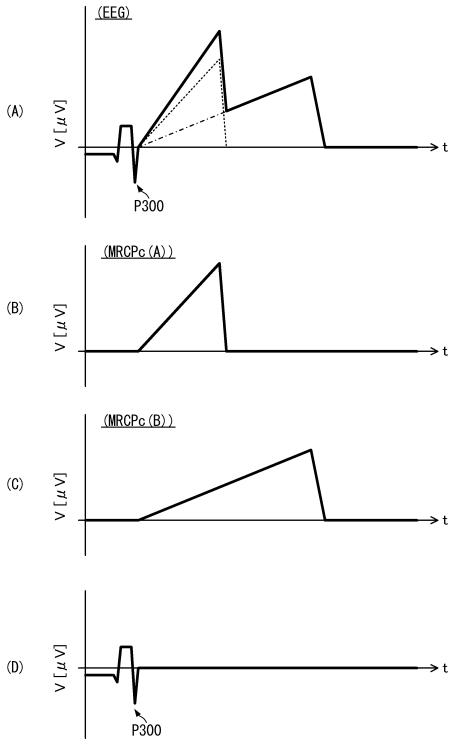 (EEG)
(A)
V [μV]
t
P300
(MRCPc(A))
(B)
V [μV]
t
(MRCPc(B))
(C)
V [μV]
t
(D)
V [μV]
t
P300